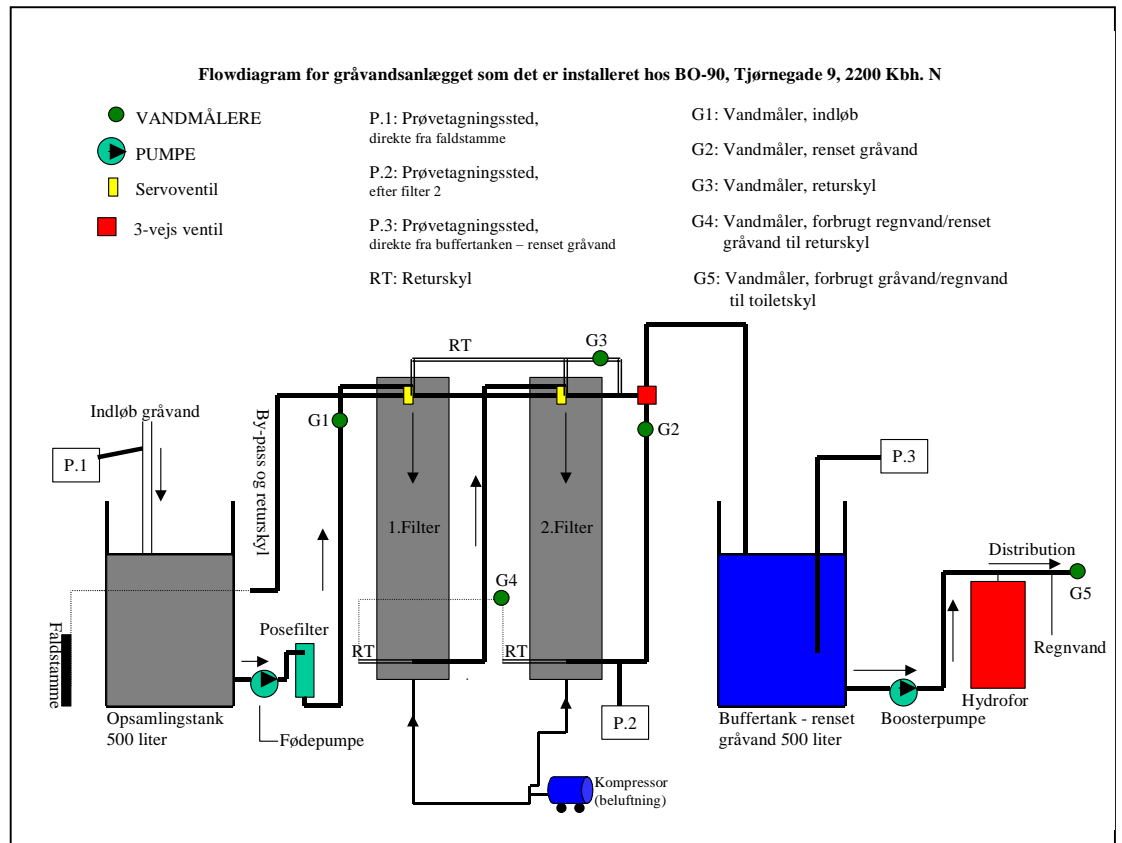 Flowdiagram for gråvandsanlægget som det er installeret hos BO-90, Tjørnegade 9, 2200 Kbh. N
VANDMÅLERE
PUMPE
Servoventil
3-vejs ventil
P.1: Prøvetagningssted,
direkte fra faldstamme
P.2: Prøvetagningssted,
efter filter 2
P.3: Prøvetagningssted,
direkte fra buffertanken – renset gråvand
RT: Returskyl
G1: Vandmåler, indløb
G2: Vandmåler, renset gråvand
G3: Vandmåler, returskyl
G4: Vandmåler, forbrugt regnvand/renset
gråvand til returskyl
G5: Vandmåler, forbrugt gråvand/regnvand
til toiletskyl
RT
G3
Indløb gråvand
P.1
By-pass og returskyl
G1
G2
P.3
1.Filter
2.Filter
G4
RT
RT
Distribution
G5
Regnvand
Faldstamme
Posefilter
Opsamlingstank
500 liter
Fødepumpe
P.2
Buffertank - renset
gråvand 500 liter
Boosterpumpe
Hydrofor
Kompressor
(beluftning)